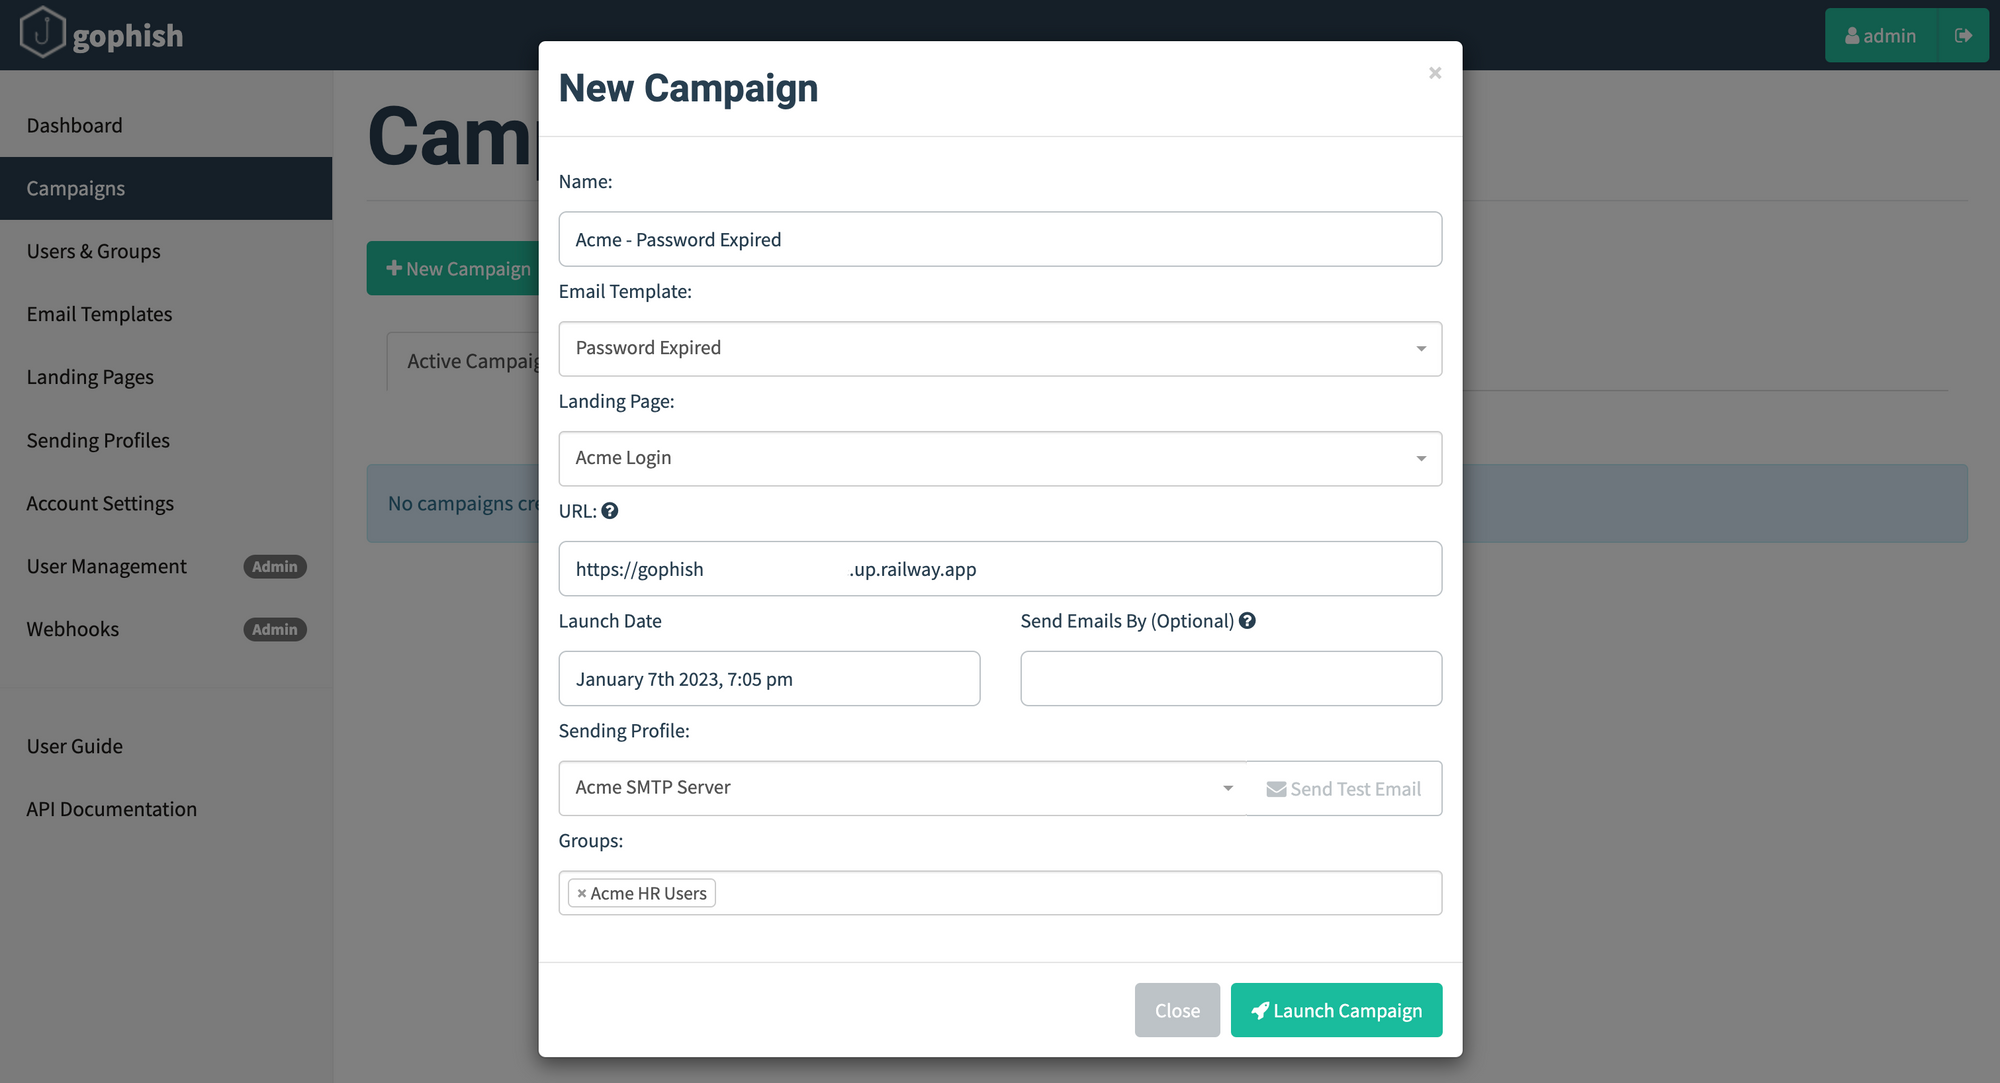 gophish
admin
Dashboard
Campaigns
Users & Groups
Email Templates
Landing Pages
Sending Profiles
Account Settings
User Management Admin
Webhooks Admin
User Guide
API Documentation
Cam
+ New Campaign
Active Campaig
No campaigns cre
New Campaign ×
Name:
Acme - Password Expired
Email Template:
Password Expired
Landing Page:
Acme Login
URL: ?
https://gophish .up.railway.app
Launch Date Send Emails By (Optional) ?
January 7th 2023, 7:05 pm
Sending Profile:
Acme SMTP Server Send Test Email
Groups:
× Acme HR Users
Close Launch Campaign